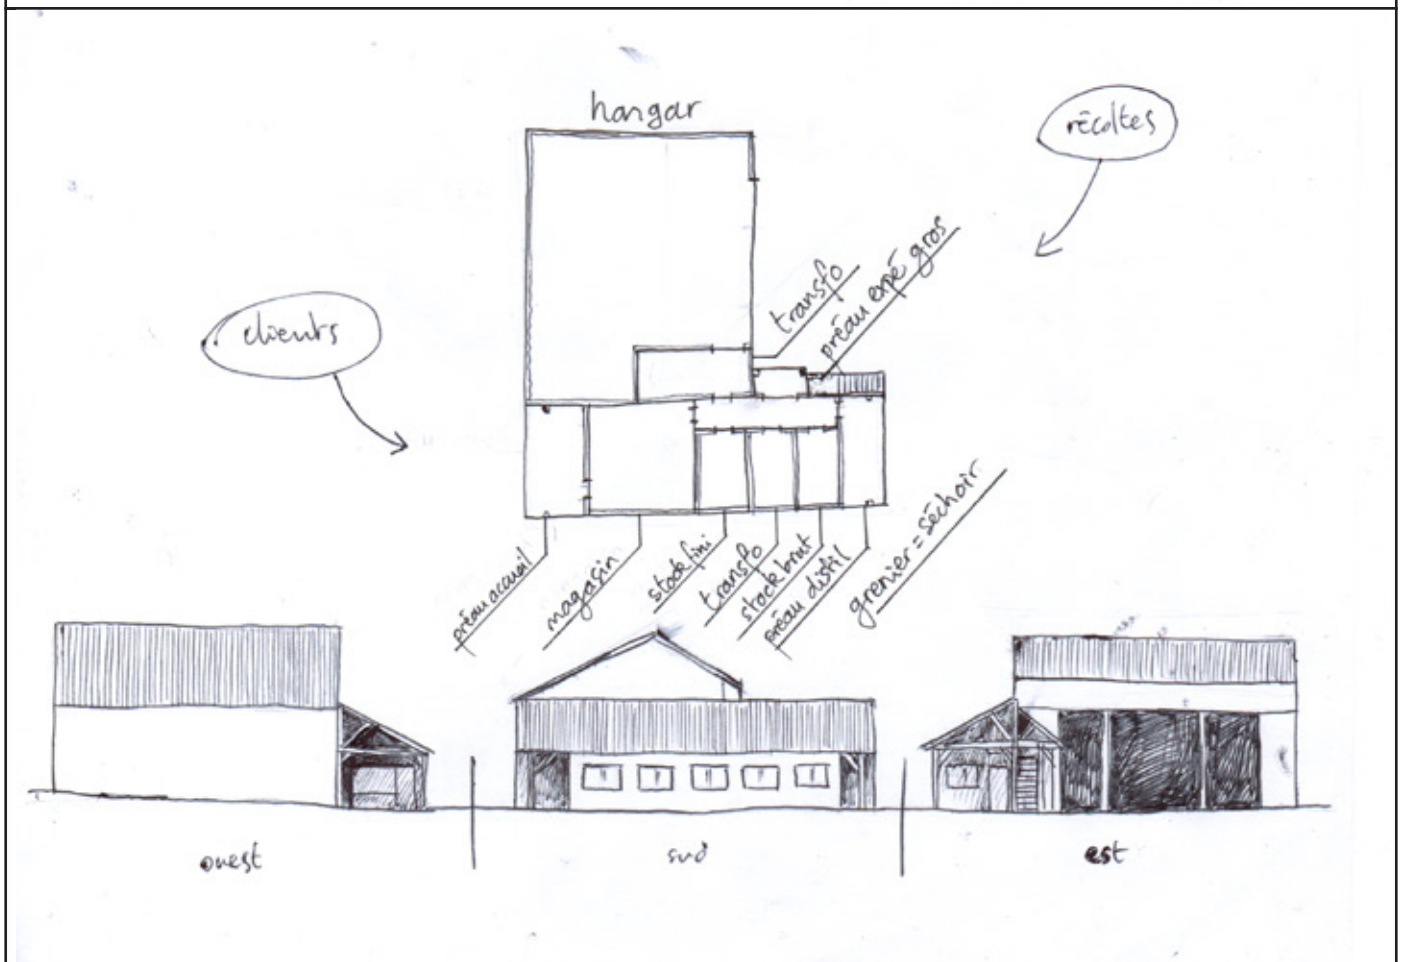 hangar
récoltes
clients
transfo
préau expé gros
préau accueil
magasin
stock fini
transfo
stock brut
préau distil
grenier = séchoir
ouest
sud
est